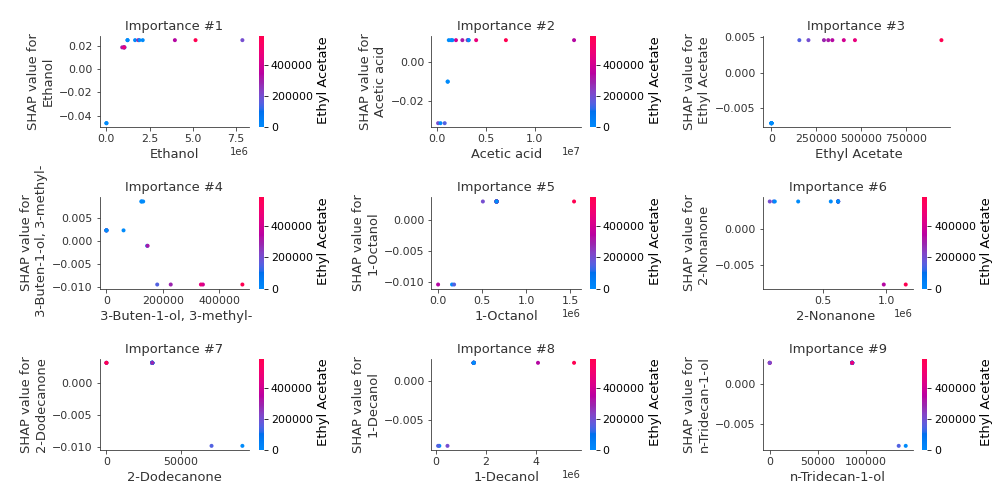 Importance #1
SHAP value for
Ethanol
0.02
0.00
−0.02
−0.04
0.0
2.5
5.0
7.5
1e6
Ethanol
400000
200000
0
Ethyl Acetate
Importance #2
SHAP value for
Acetic acid
0.00
−0.02
0.0
0.5
1.0
1e7
Acetic acid
400000
200000
0
Ethyl Acetate
Importance #3
SHAP value for
Ethyl Acetate
0.005
0.000
−0.005
0
250000
500000
750000
Ethyl Acetate
Importance #4
SHAP value for
3-Buten-1-ol, 3-methyl-
0.005
0.000
−0.005
−0.010
0
200000
400000
3-Buten-1-ol, 3-methyl-
400000
200000
0
Ethyl Acetate
Importance #5
SHAP value for
1-Octanol
0.000
−0.005
−0.010
0.0
0.5
1.0
1.5
1e6
1-Octanol
400000
200000
0
Ethyl Acetate
Importance #6
SHAP value for
2-Nonanone
0.000
−0.005
0.5
1.0
1e6
2-Nonanone
400000
200000
0
Ethyl Acetate
Importance #7
SHAP value for
2-Dodecanone
0.000
−0.005
−0.010
0
50000
2-Dodecanone
400000
200000
0
Ethyl Acetate
Importance #8
SHAP value for
1-Decanol
0.000
−0.005
0
2
4
1e6
1-Decanol
400000
200000
0
Ethyl Acetate
Importance #9
SHAP value for
n-Tridecan-1-ol
0.000
−0.005
0
50000
100000
n-Tridecan-1-ol
400000
200000
0
Ethyl Acetate